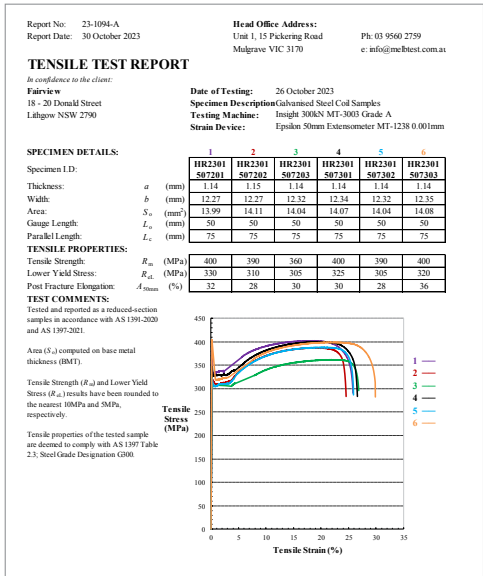 Report No: 23-1094-A
Head Office Address:
Report Date: 30 October 2023
Unit 1, 15 Pickering Road Ph: 03 9560 2759
Mulgrave VIC 3170 e: info@melbtest.com.au
TENSILE TEST REPORT
In confidence to the client:
Fairview
18 - 20 Donald Street
Lithgow NSW 2790
Date of Testing: 26 October 2023
Specimen Description Galvanised Steel Coil Samples
Testing Machine: Insight 300kN MT-3003 Grade A
Strain Device: Epsilon 50mm Extensometer MT-1238 0.001mm
SPECIMEN DETAILS: 1 2 3 4 5 6
Specimen I.D: HR2301 507201 HR2301 507202 HR2301 507203 HR2301 507301 HR2301 507302 HR2301 507303
Thickness: a (mm) 1.14 1.15 1.14 1.14 1.14 1.14
Width: b (mm) 12.27 12.27 12.32 12.34 12.32 12.35
Area: So (mm²) 13.99 14.11 14.04 14.07 14.04 14.08
Gauge Length: Lo (mm) 50 50 50 50 50 50
Parallel Length: Lc (mm) 75 75 75 75 75 75
TENSILE PROPERTIES:
Tensile Strength: Rm (MPa) 400 390 360 400 390 400
Lower Yield Stress: ReL (MPa) 330 310 305 325 305 320
Post Fracture Elongation: A50mm (%) 32 28 30 30 28 36
TEST COMMENTS:
Tested and reported as a reduced-section
samples in accordance with AS 1391-2020
and AS 1397-2021.
Area (So) computed on base metal
thickness (BMT).
Tensile Strength (Rm) and Lower Yield
Stress (ReL) results have been rounded to
the nearest 10MPa and 5MPa,
respectively.
Tensile properties of the tested sample
are deemed to comply with AS 1397 Table
2.3; Steel Grade Designation G300.
Tensile
Stress
(MPa)
450
400
350
300
250
200
150
100
50
0
0 5 10 15 20 25 30 35
Tensile Strain (%)
1
2
3
4
5
6